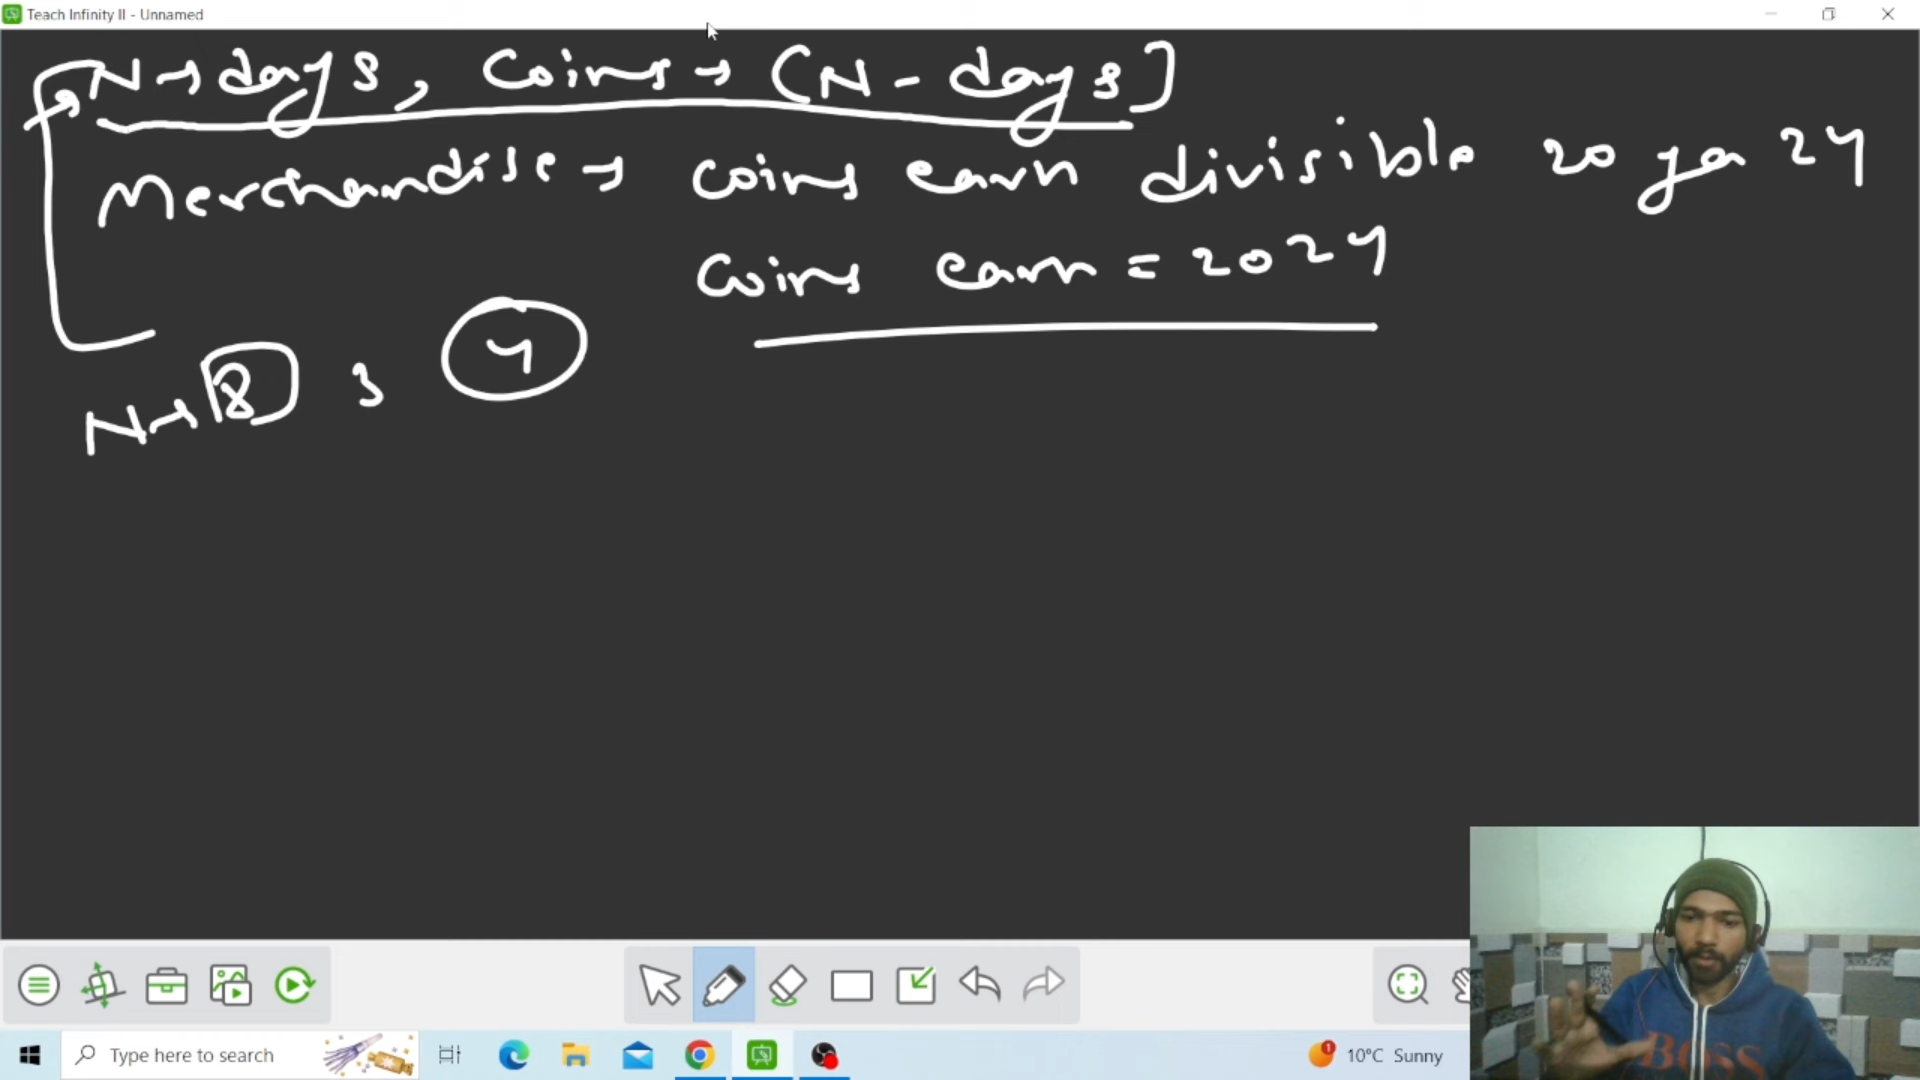 Teach Infinity II - Unnamed
N→days, Coins → (N - days]
Merchandise→ coins earn divisible 20 ya 24
Coins earn = 2024
N→8 3 4
Type here to search
10°C Sunny
BOSS